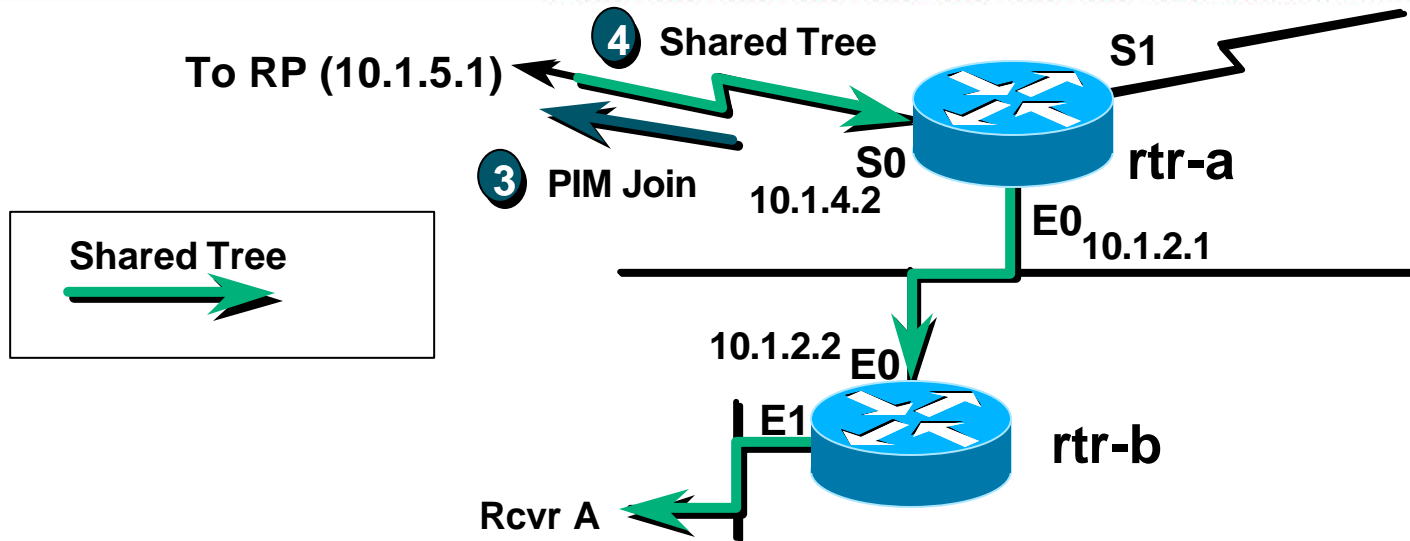 4 Shared Tree
S1
To RP (10.1.5.1)
S0
rtr-a
3 PIM Join
10.1.4.2
E0
10.1.2.1
Shared Tree
10.1.2.2
E0
E1
rtr-b
Rcvr A